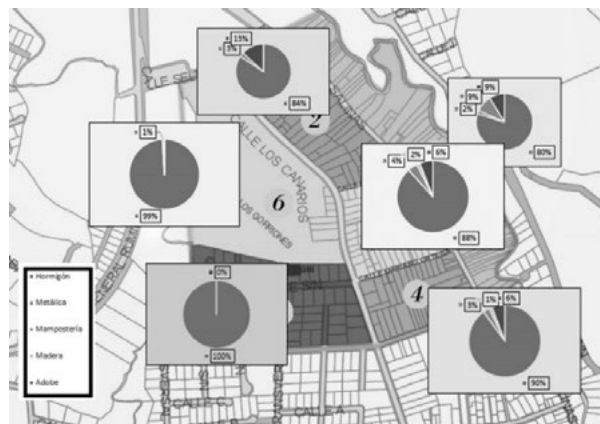 13%
3%
84%
2
9%
9%
2%
80%
1%
99%
CALLE LOS CANARIOS
6
LOS GORRIONES
4%
2%
6%
88%
Hormigón
Metálica
Mampostería
Madera
Adobe
0%
100%
4
1%
6%
90%
CALLE A